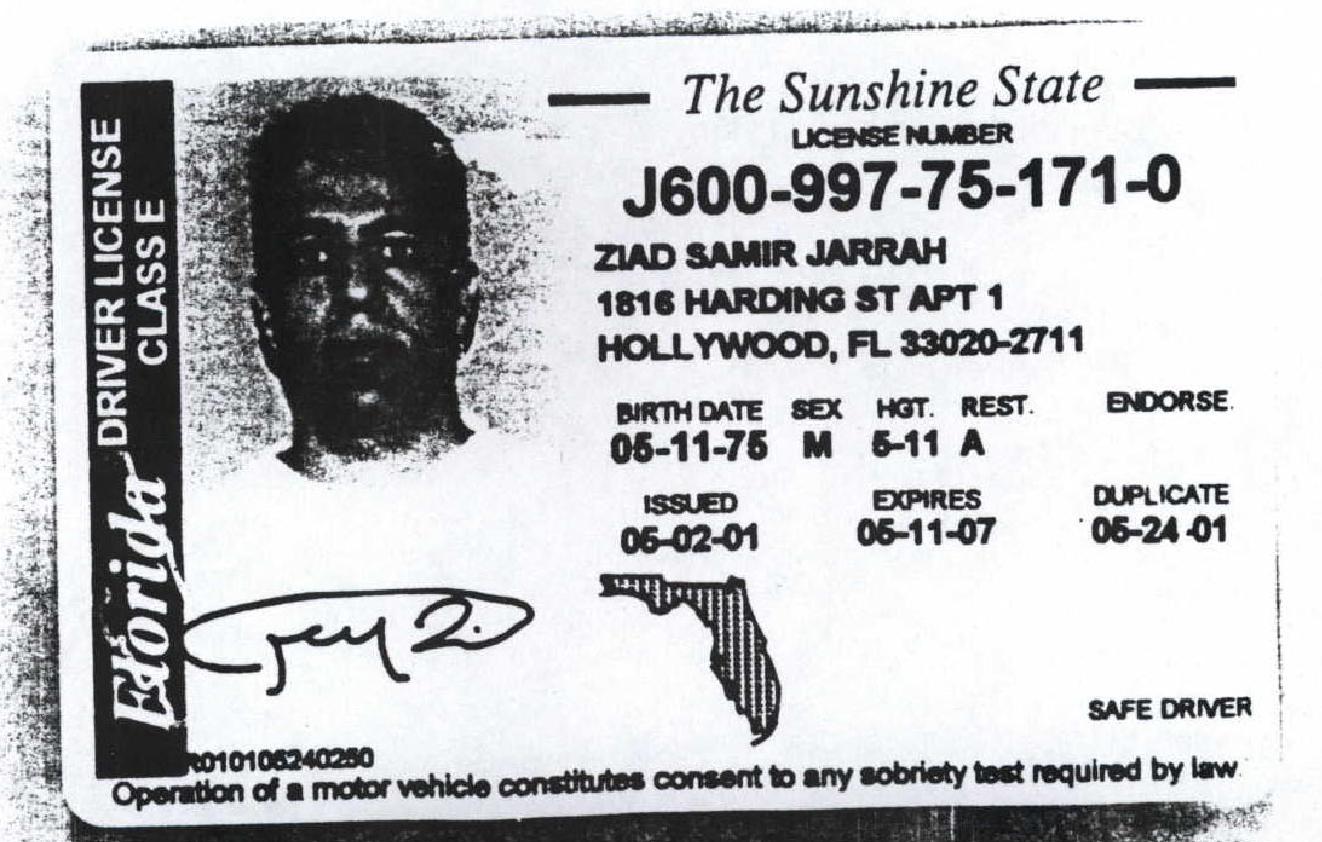 The Sunshine State
LICENSE NUMBER
J600-997-75-171-0
ZIAD SAMIR JARRAH
1816 HARDING ST APT 1
HOLLYWOOD, FL 33020-2711
BIRTH DATE SEX HGT. REST. ENDORSE.
05-11-75 M 5-11 A
ISSUED EXPIRES DUPLICATE
05-02-01 05-11-07 05-24-01
SAFE DRIVER
DRIVER LICENSE
CLASS E
Florida
R010105240250
Operation of a motor vehicle constitutes consent to any sobriety test required by law